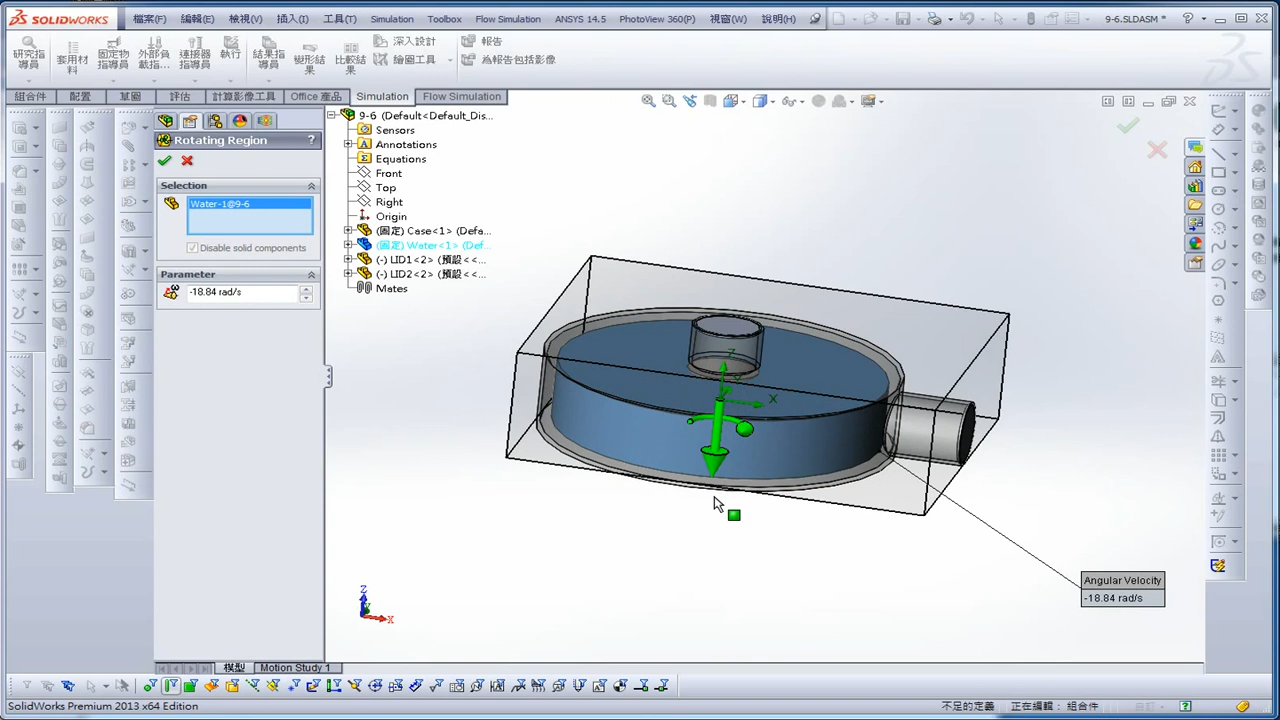 SOLIDWORKS 檔案(F) 編輯(E) 檢視(V) 插入(I) 工具(T) Simulation Toolbox Flow Simulation ANSYS 14.5 PhotoView 360(P) 視窗(W) 說明(H) 9-6.SLDASM *
研究指導員
套用材料
固定物指導員
外部負載指...
連接器指導員
執行
結果指導員
變形結果
比較結果
深入設計
繪圖工具
報告
為報告包括影像
組合件 配置 草圖 評估 計算影像工具 Office 產品 Simulation Flow Simulation
Rotating Region ?
Selection
Water-1@9-6
Disable solid components
Parameter
-18.84 rad/s
9-6 (Default<Default_Dis...
Sensors
Annotations
Equations
Front
Top
Right
Origin
(固定) Case<1> (Defa...
(固定) Water<1> (Def...
(-) LID1<2> (預設<<...
(-) LID2<2> (預設<<...
Mates
Z
Y
X
Angular Velocity
-18.84 rad/s
Z
X
模型 Motion Study 1
SolidWorks Premium 2013 x64 Edition 不足的定義 正在編輯: 組合件